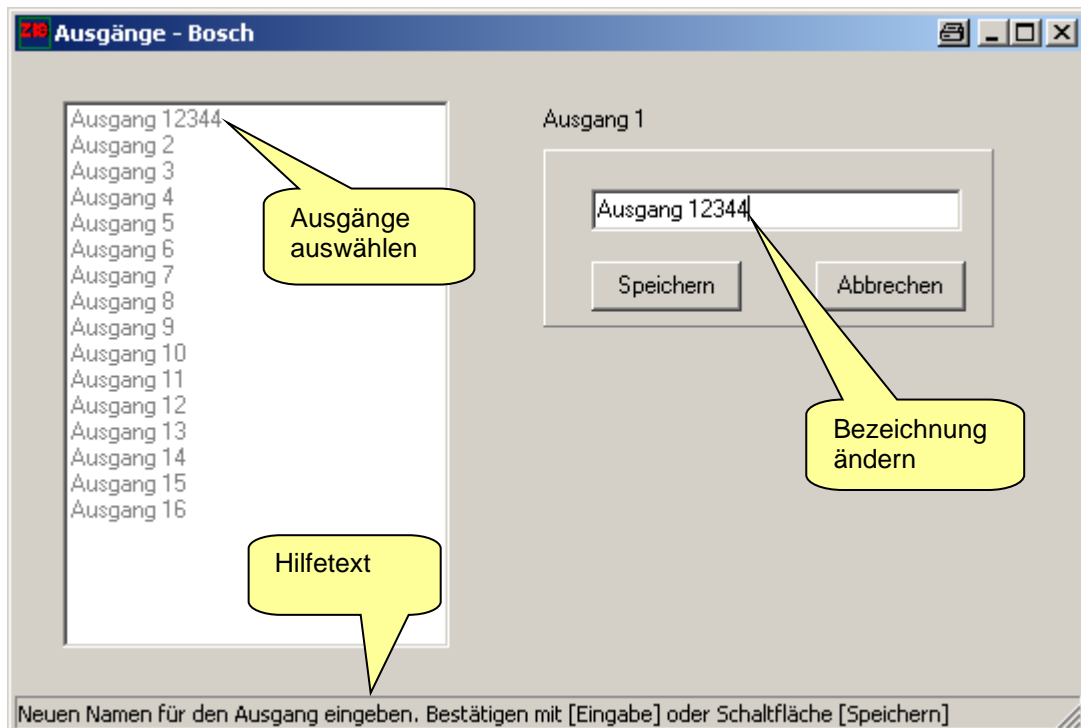 ZIG Ausgänge - Bosch
Ausgang 12344
Ausgang 2
Ausgang 3
Ausgang 4
Ausgang 5
Ausgang 6
Ausgang 7
Ausgang 8
Ausgang 9
Ausgang 10
Ausgang 11
Ausgang 12
Ausgang 13
Ausgang 14
Ausgang 15
Ausgang 16
Ausgänge
auswählen
Hilfetext
Ausgang 1
Ausgang 12344
Speichern Abbrechen
Bezeichnung
ändern
Neuen Namen für den Ausgang eingeben. Bestätigen mit [Eingabe] oder Schaltfläche [Speichern]